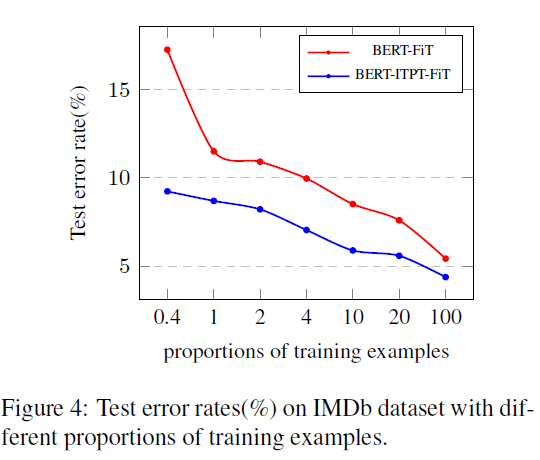 BERT-FiT
BERT-ITPT-FiT
15
10
5
Test error rate(%)
0.4 1 2 4 10 20 100
proportions of training examples
Figure 4: Test error rates(%) on IMDb dataset with dif-
ferent proportions of training examples.